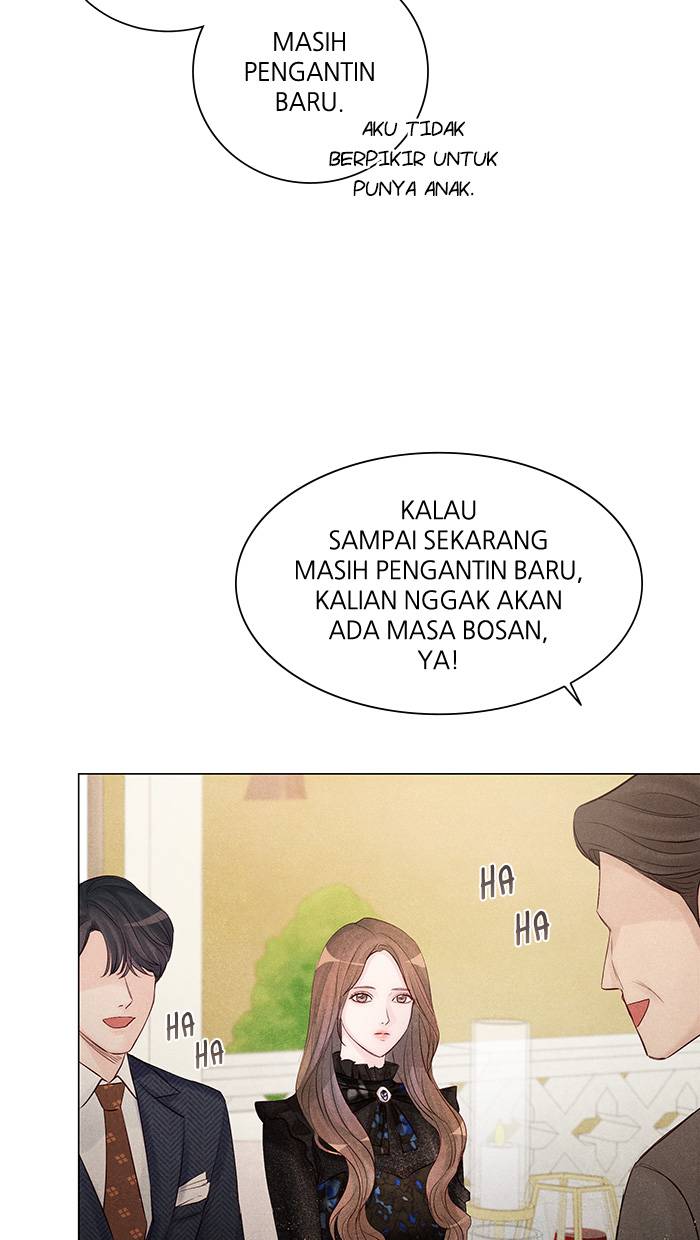 MASIH
PENGANTIN
BARU.
AKU TIDAK
BERPIKIR UNTUK
PUNYA ANAK.
KALAU
SAMPAI SEKARANG
MASIH PENGANTIN BARU,
KALIAN NGGAK AKAN
ADA MASA BOSAN,
YA!
HA
HA
HA
HA